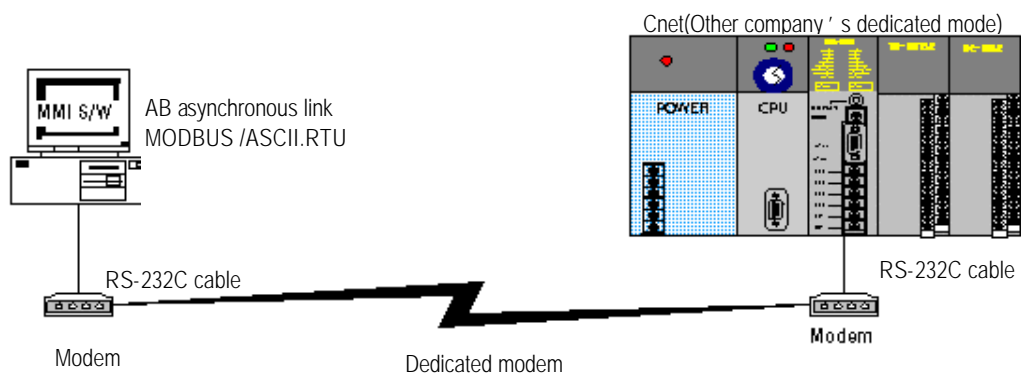 Cnet(Other company's dedicated mode)
MMI S/W
AB asynchronous link
MODBUS /ASCII.RTU
POWER
CPU
RS-232C cable
RS-232C cable
Modem
Modem
Dedicated modem